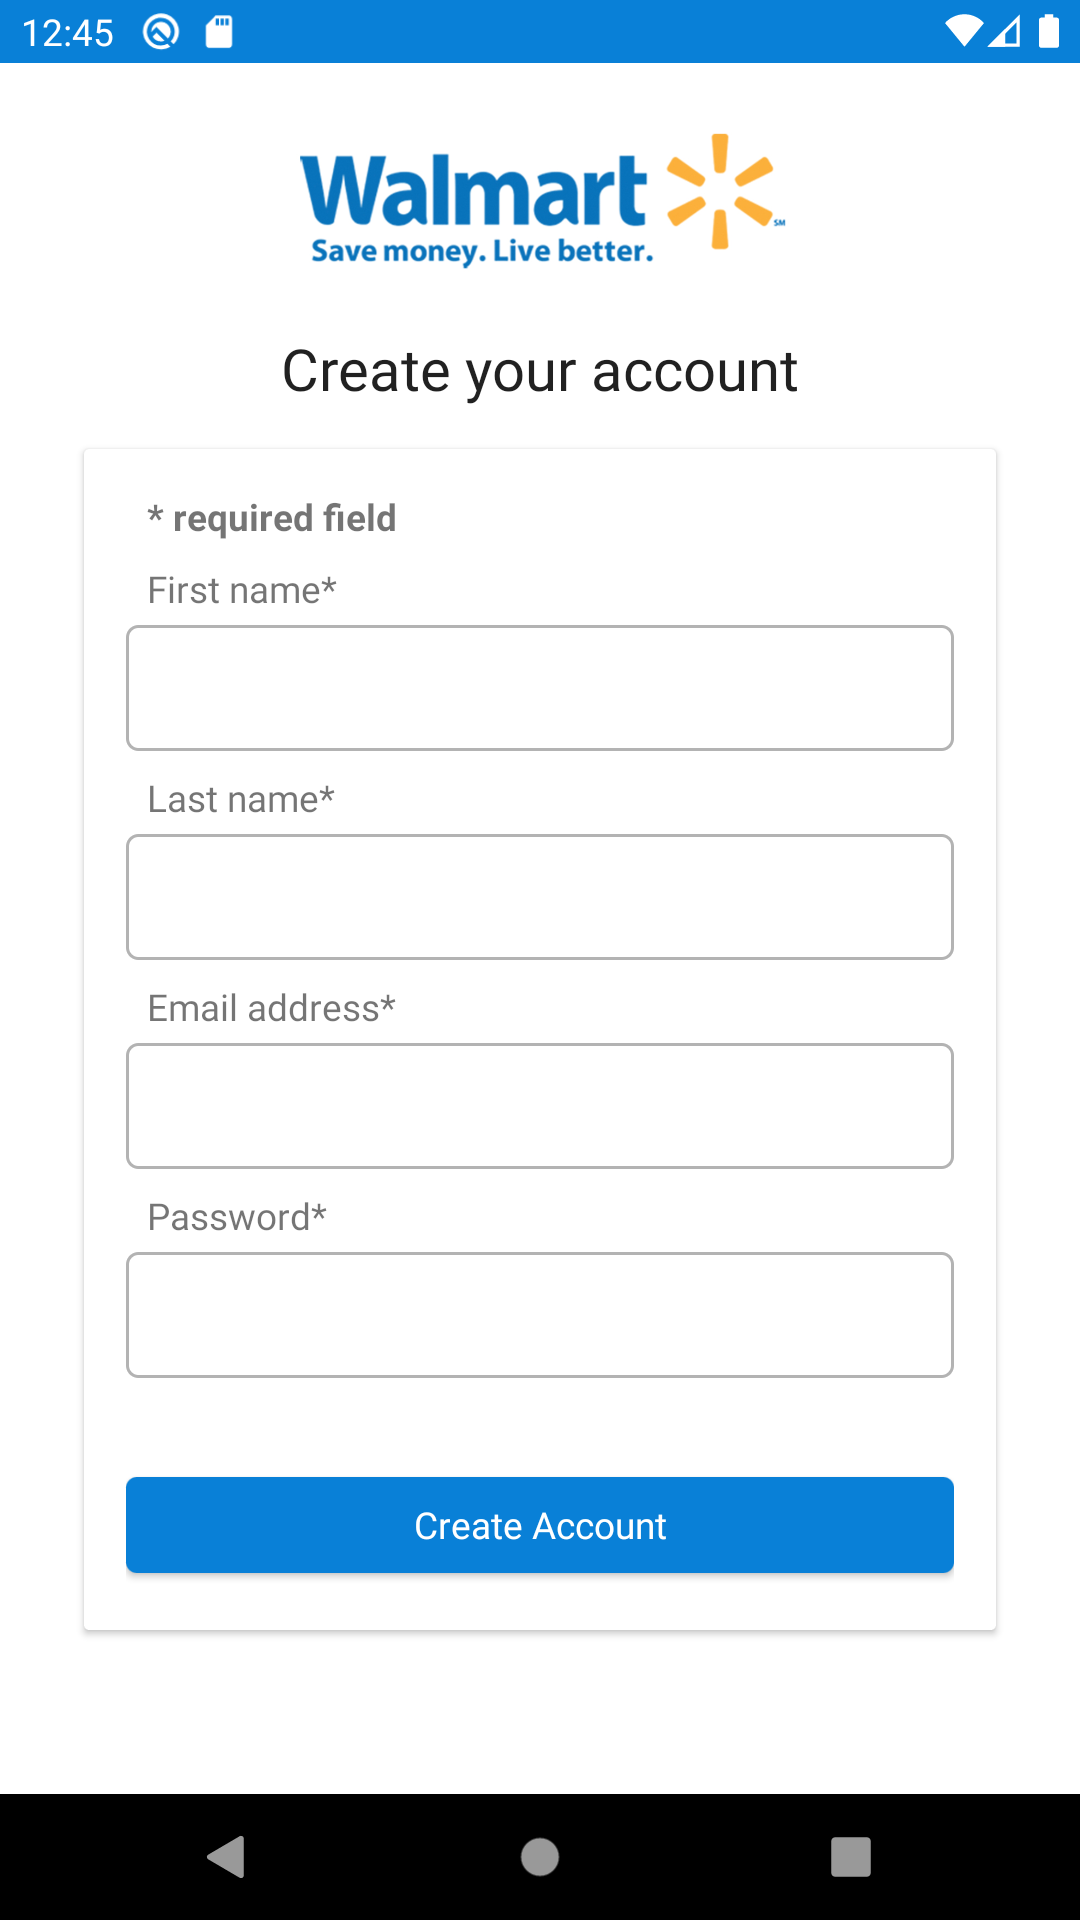 12:45
Walmart
Save money. Live better.
SM
Create your account
* required field
First name*
Last name*
Email address*
Password*
Create Account